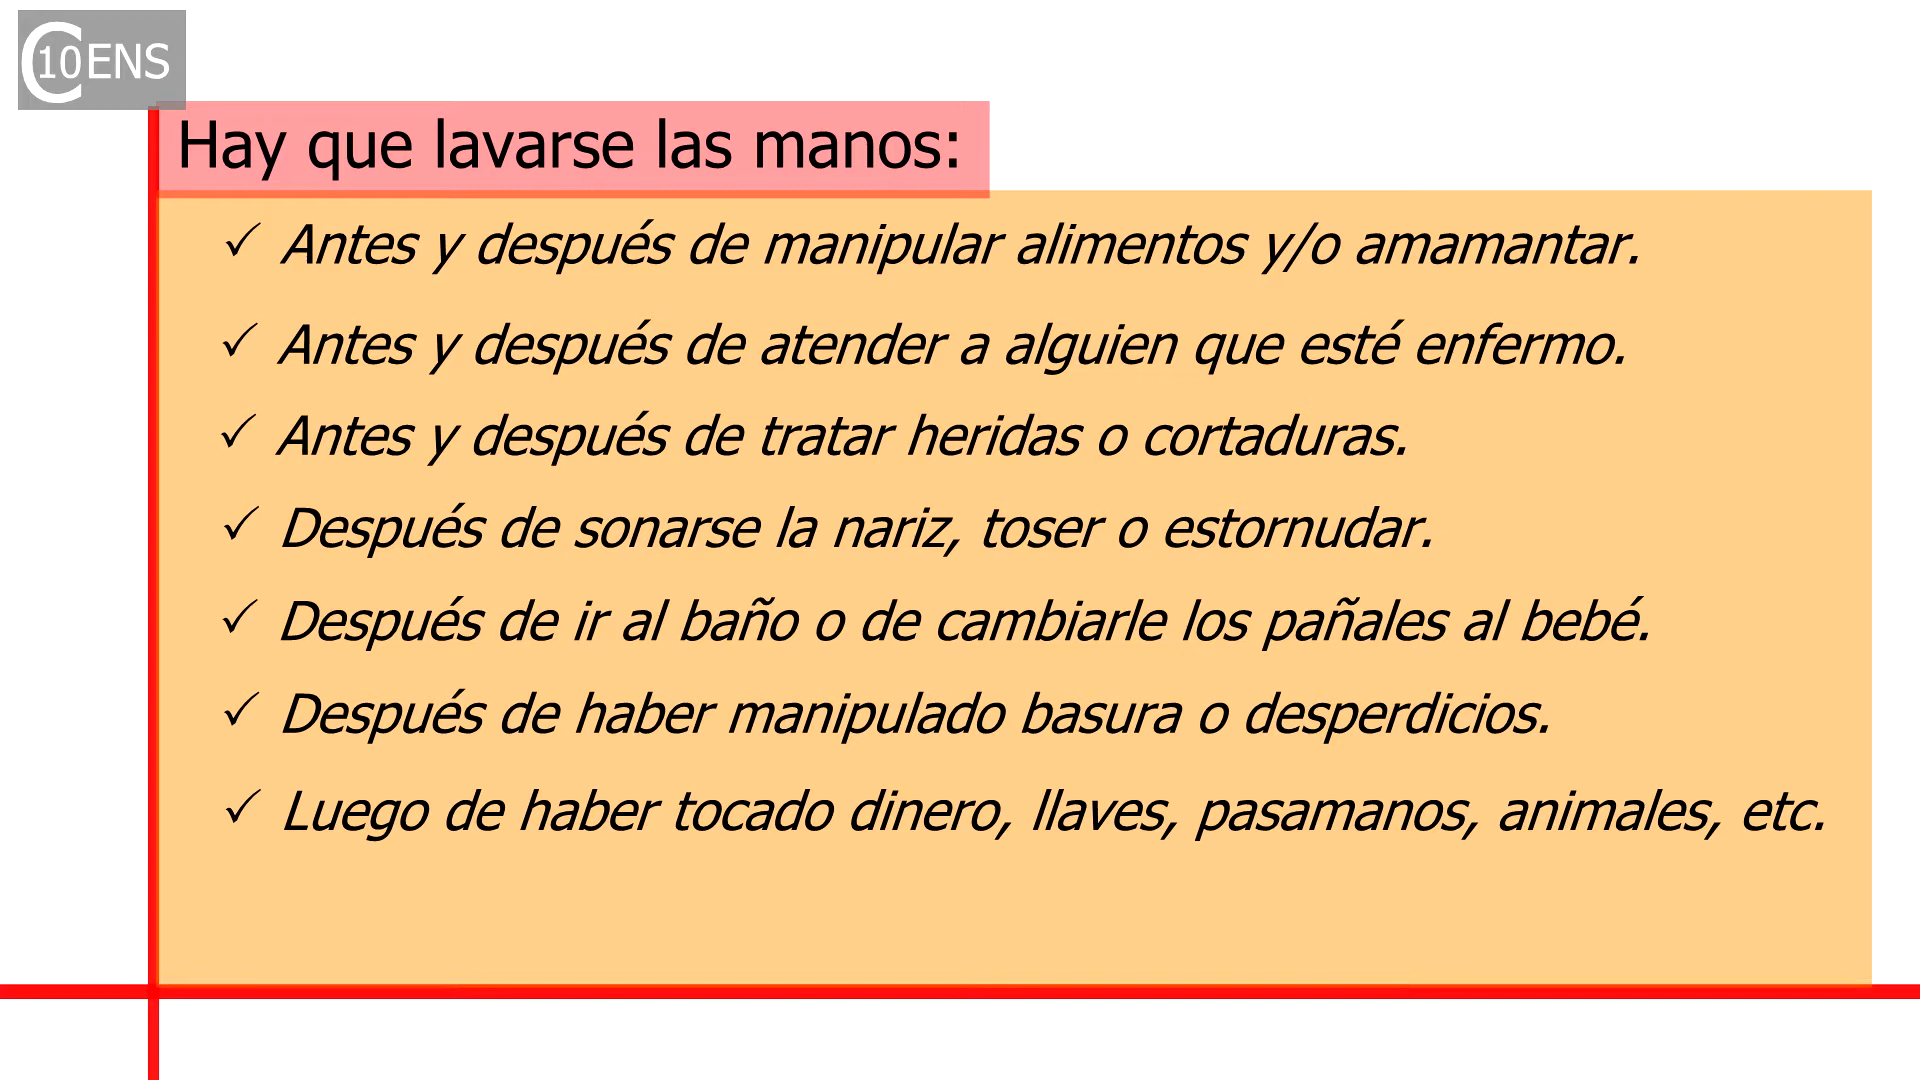 C10ENS
Hay que lavarse las manos:
✓ Antes y después de manipular alimentos y/o amamantar.
✓ Antes y después de atender a alguien que esté enfermo.
✓ Antes y después de tratar heridas o cortaduras.
✓ Después de sonarse la nariz, toser o estornudar.
✓ Después de ir al baño o de cambiarle los pañales al bebé.
✓ Después de haber manipulado basura o desperdicios.
✓ Luego de haber tocado dinero, llaves, pasamanos, animales, etc.